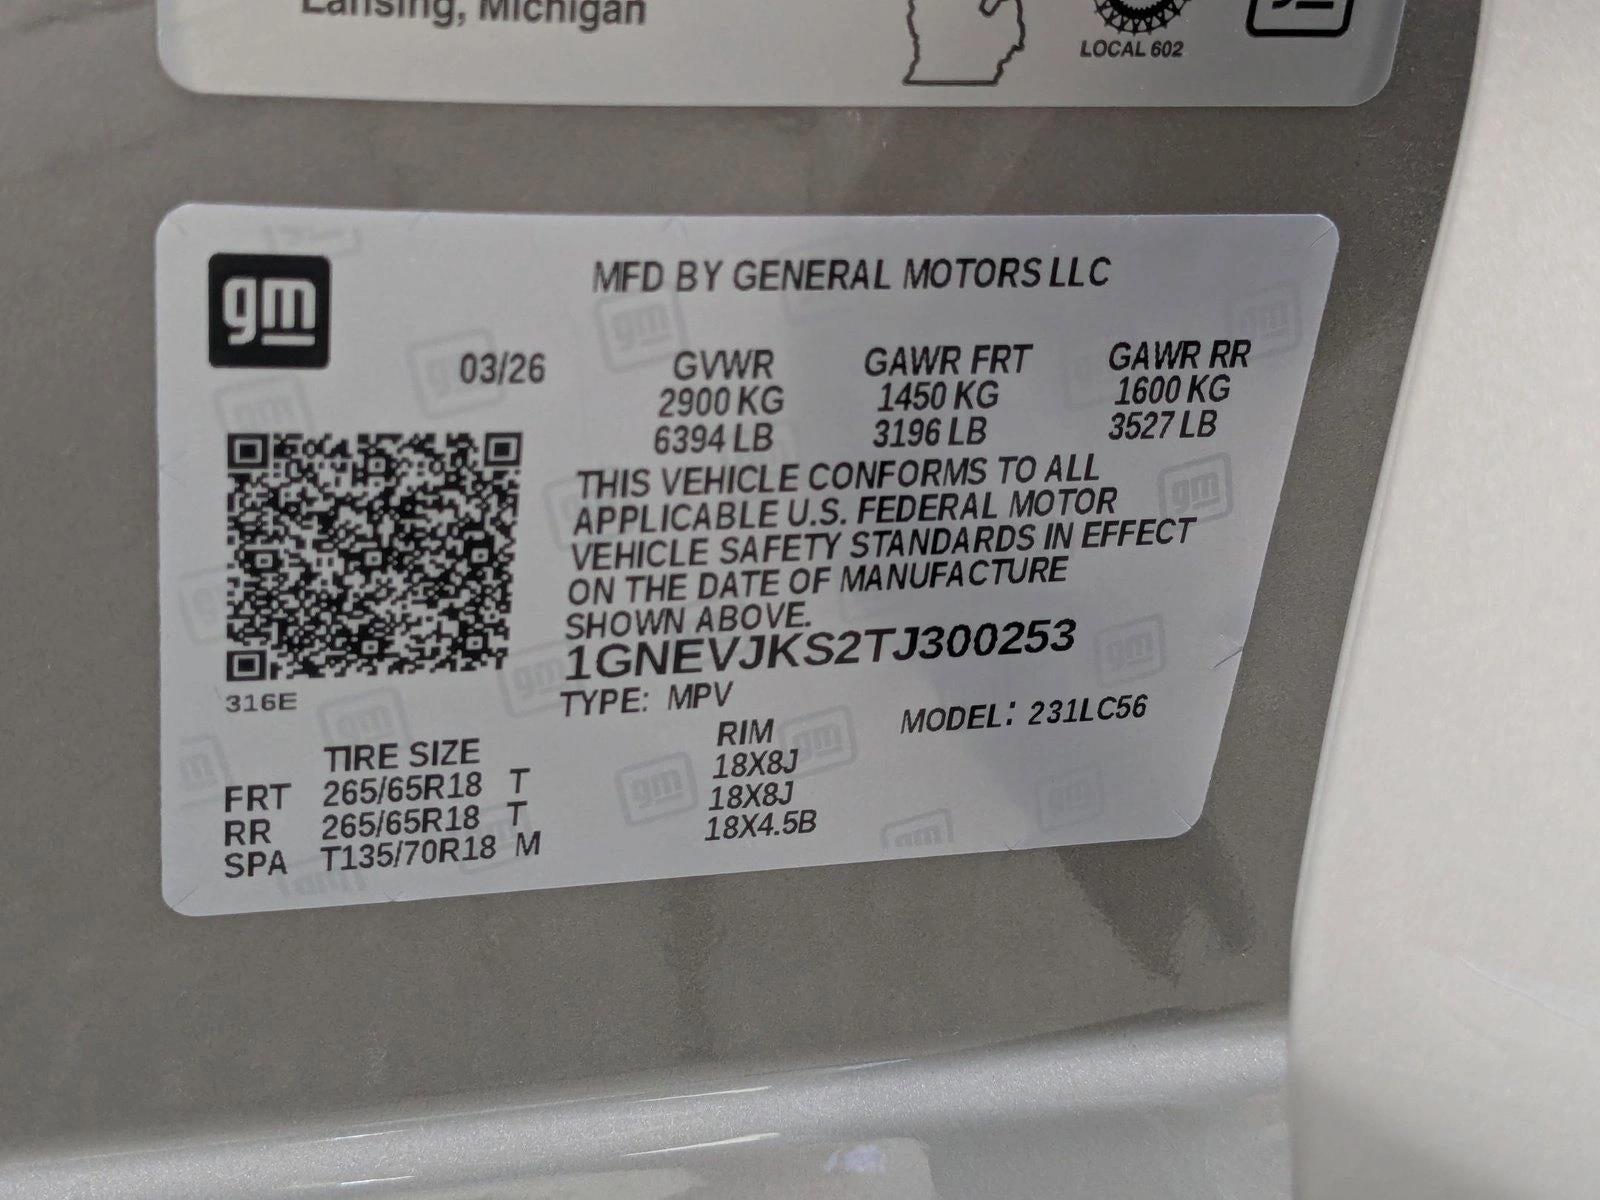 Lansing, Michigan
LOCAL 602
gm
MFD BY GENERAL MOTORS LLC
03/26 GVWR GAWR FRT GAWR RR
2900 KG 1450 KG 1600 KG
6394 LB 3196 LB 3527 LB
THIS VEHICLE CONFORMS TO ALL
APPLICABLE U.S. FEDERAL MOTOR
VEHICLE SAFETY STANDARDS IN EFFECT
ON THE DATE OF MANUFACTURE
SHOWN ABOVE.
1GNEVJKS2TJ300253
316E
TYPE: MPV MODEL: 231LC56
TIRE SIZE RIM
FRT 265/65R18 T 18X8J
RR 265/65R18 T 18X8J
SPA T135/70R18 M 18X4.5B